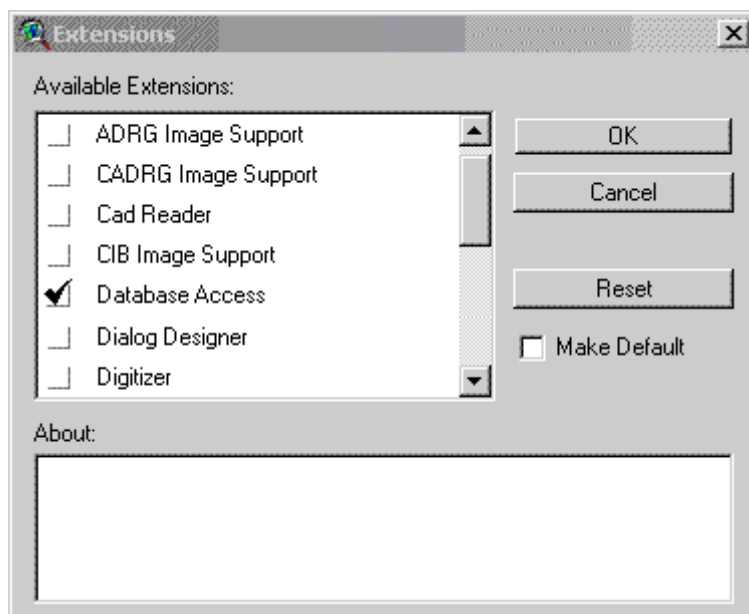 Extensions
Available Extensions:
ADRG Image Support
CADRG Image Support
Cad Reader
CIB Image Support
Database Access
Dialog Designer
Digitizer
OK
Cancel
Reset
Make Default
About: